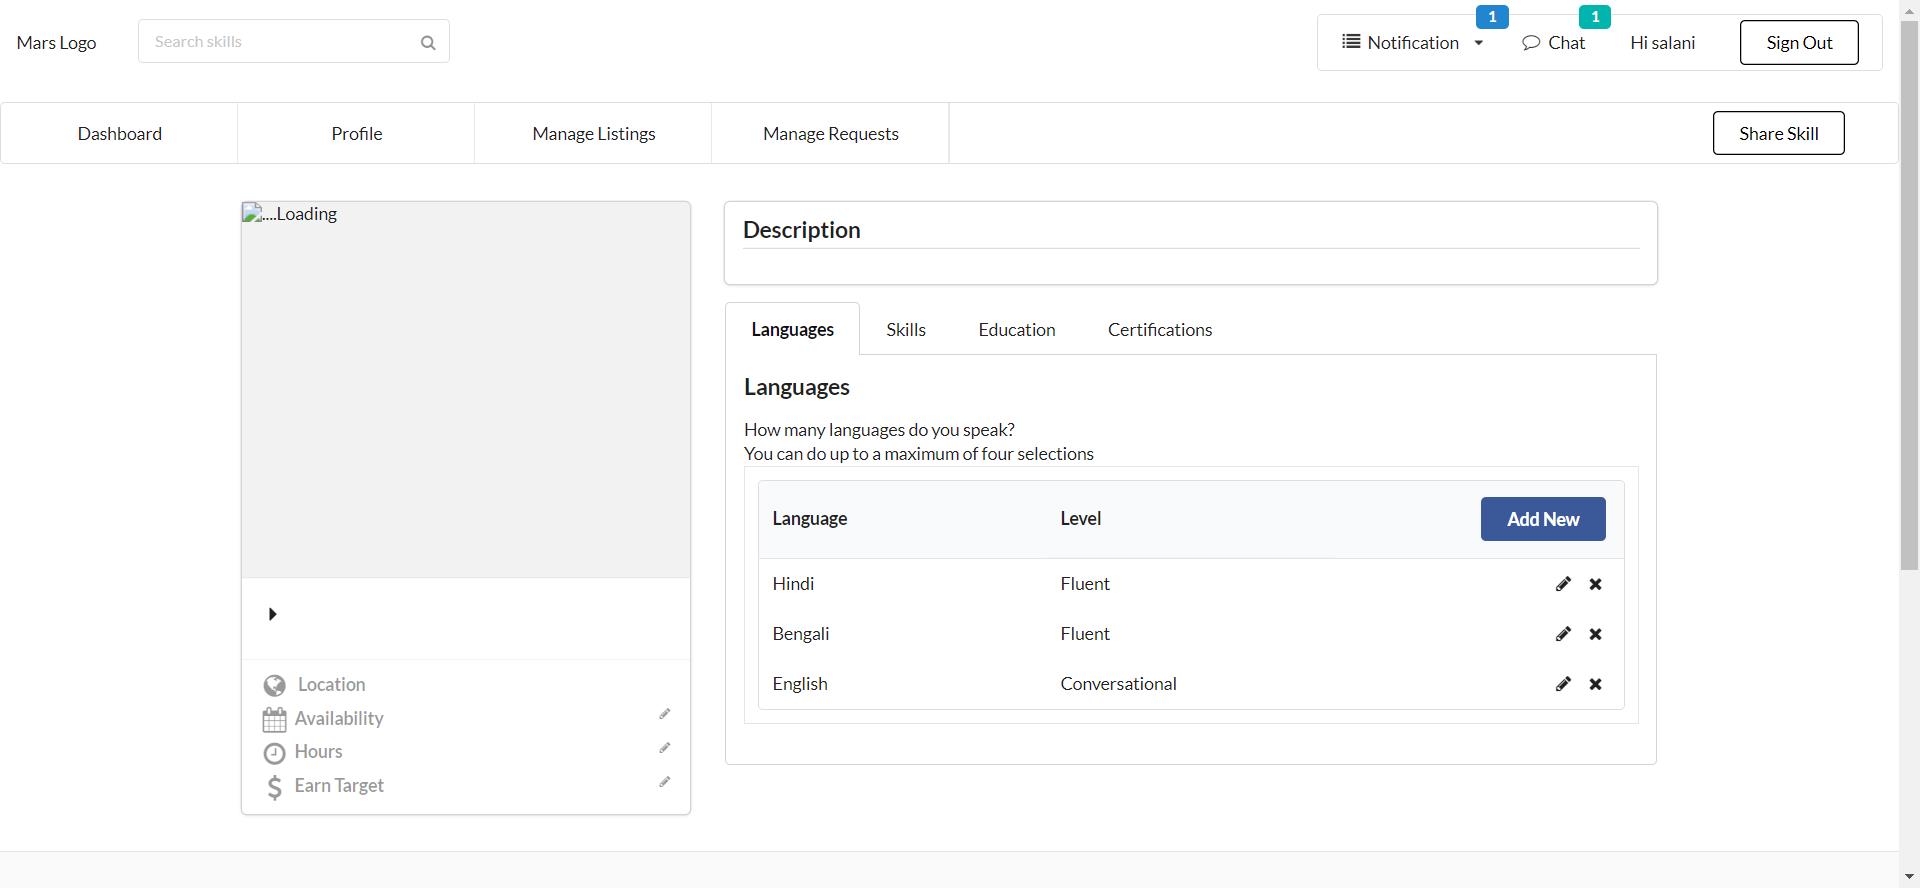 Mars Logo
Search skills
Notification
1
Chat
1
Hi salani
Sign Out
Dashboard
Profile
Manage Listings
Manage Requests
Share Skill
....Loading
Location
Availability
Hours
Earn Target
Description
Languages
Skills
Education
Certifications
Languages
How many languages do you speak?
You can do up to a maximum of four selections
Language Level Add New
Hindi Fluent
Bengali Fluent
English Conversational